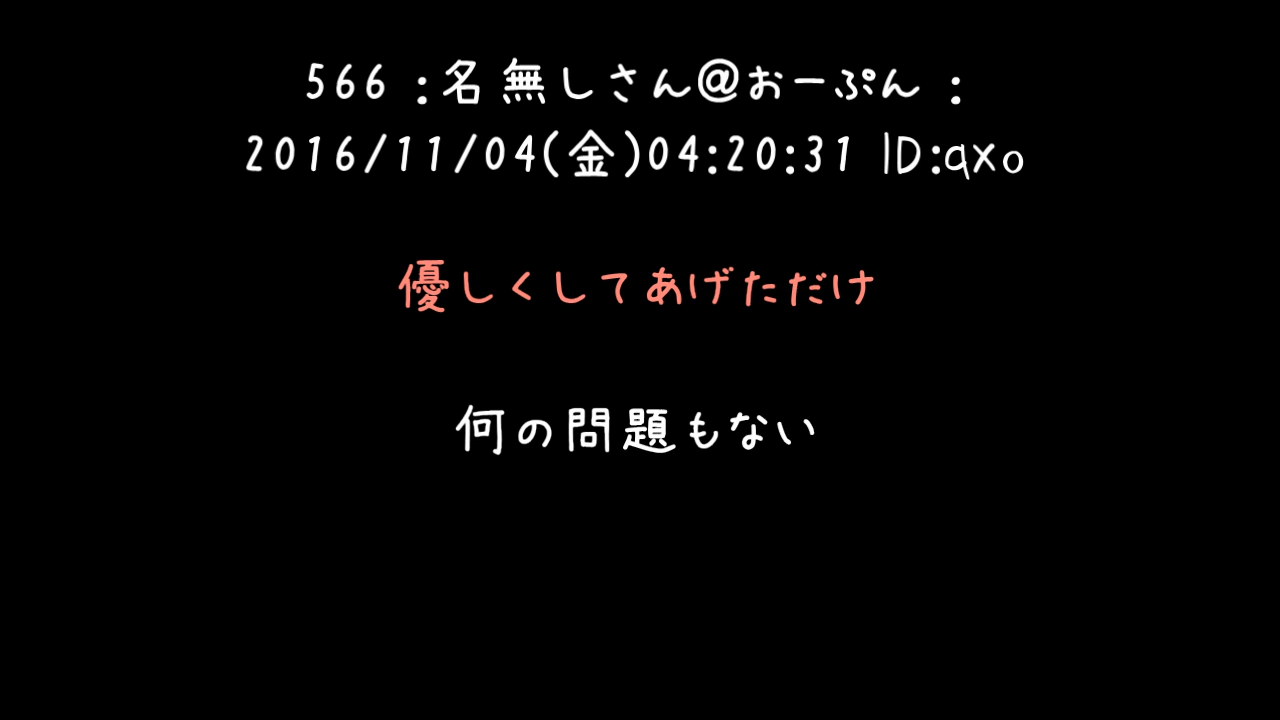 566 :名無しさん@おーぷん :
2016/11/04(金)04:20:31 ID:qxo
優しくしてあげただけ
何の問題もない